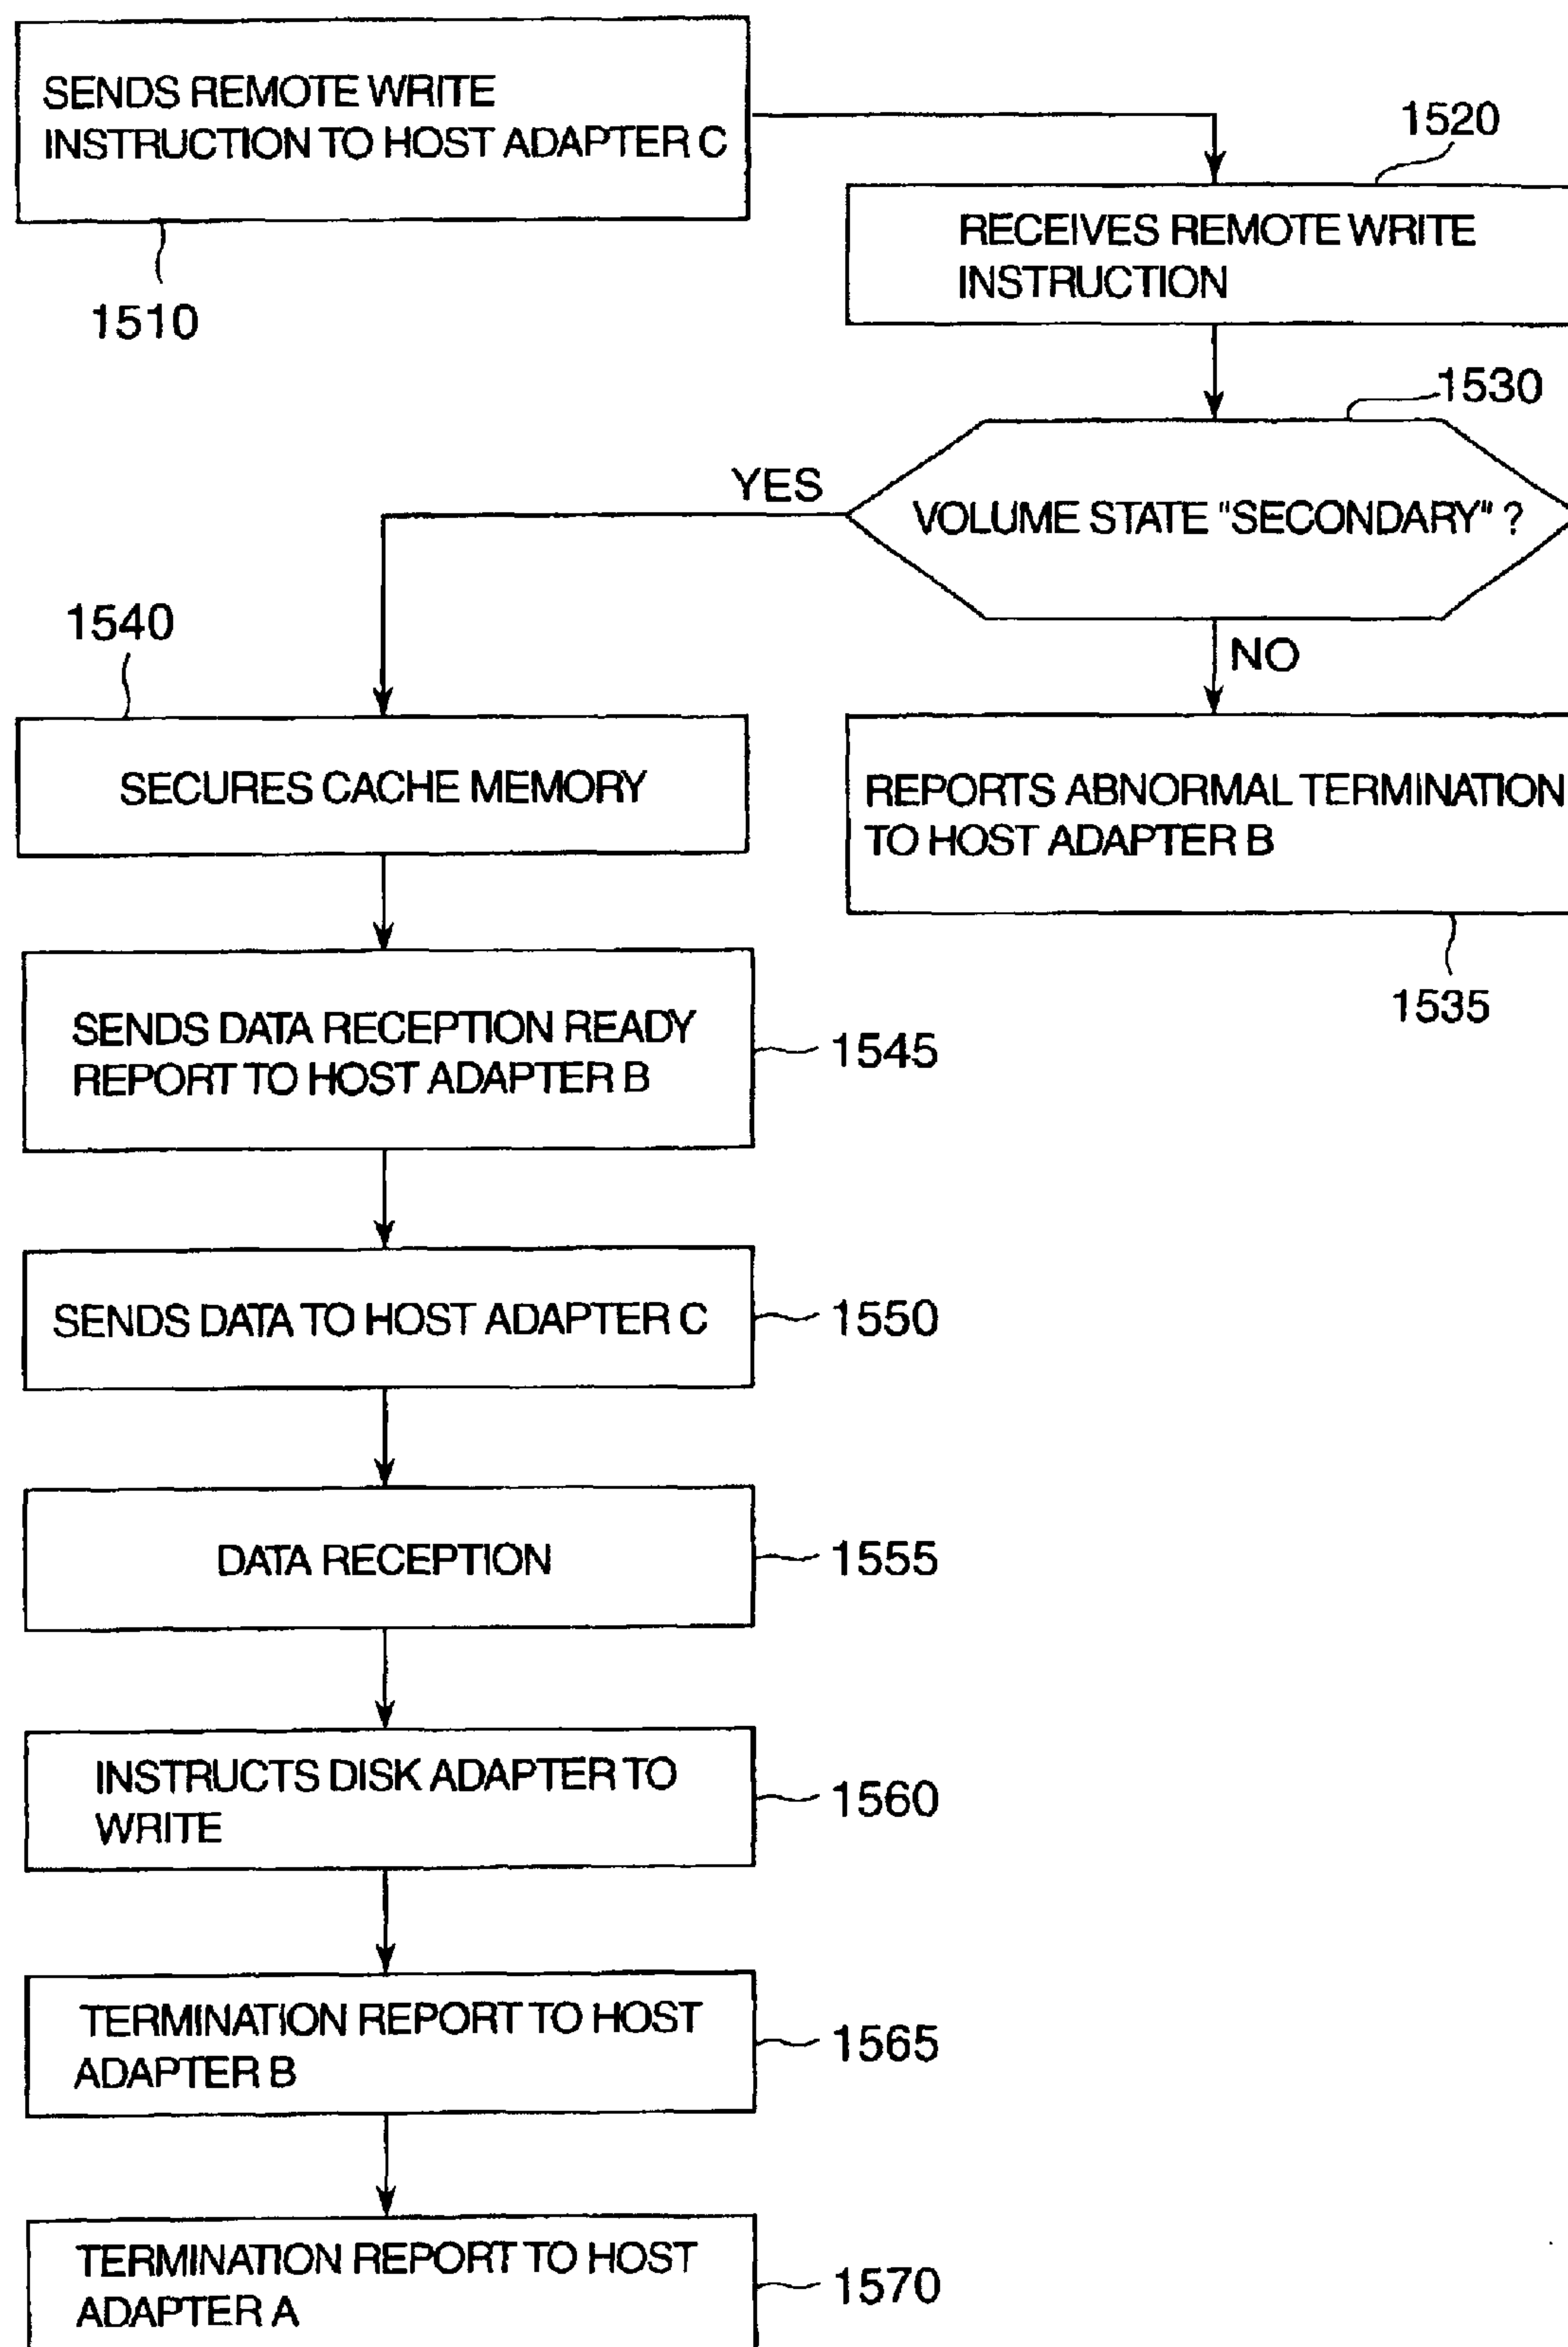 SENDS REMOTE WRITE
INSTRUCTION TO HOST ADAPTER C
1510
1520
RECEIVES REMOTE WRITE
INSTRUCTION
1530
VOLUME STATE "SECONDARY" ?
YES
NO
1540
SECURES CACHE MEMORY
REPORTS ABNORMAL TERMINATION
TO HOST ADAPTER B
1535
SENDS DATA RECEPTION READY
REPORT TO HOST ADAPTER B
1545
SENDS DATA TO HOST ADAPTER C
1550
DATA RECEPTION
1555
INSTRUCTS DISK ADAPTER TO
WRITE
1560
TERMINATION REPORT TO HOST
ADAPTER B
1565
TERMINATION REPORT TO HOST
ADAPTER A
1570